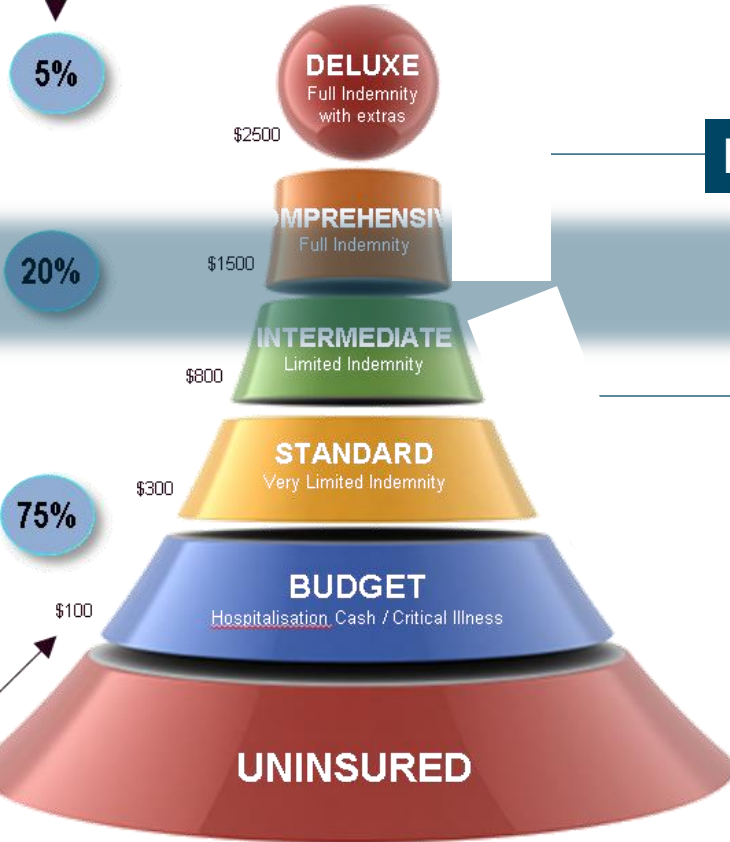 5%
DELUXE
Full Indemnity
with extras
$2500
OMPREHENSIV
Full Indemnity
20%
$1500
INTERMEDIATE
Limited Indemnity
$800
STANDARD
Very Limited Indemnity
$300
75%
BUDGET
Hospitalisation Cash / Critical Illness
$100
UNINSURED